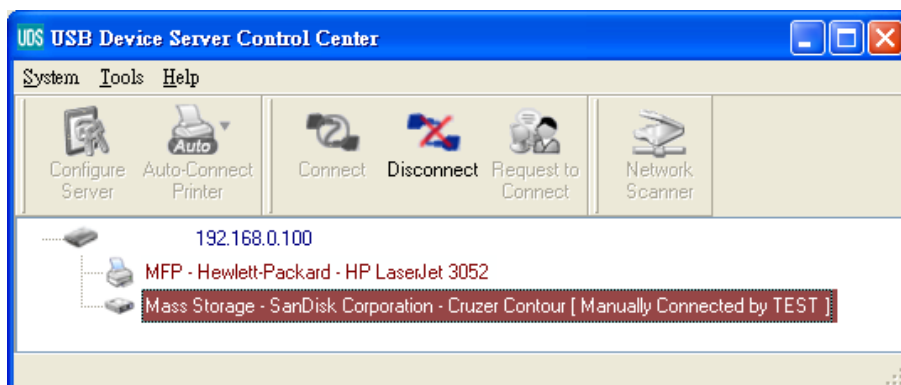 UDS USB Device Server Control Center
System Tools Help
Auto
Configure Server
Auto-Connect Printer
Connect
Disconnect
Request to Connect
Network Scanner
192.168.0.100
MFP - Hewlett-Packard - HP LaserJet 3052
Mass Storage - SanDisk Corporation - Cruzer Contour [ Manually Connected by TEST ]